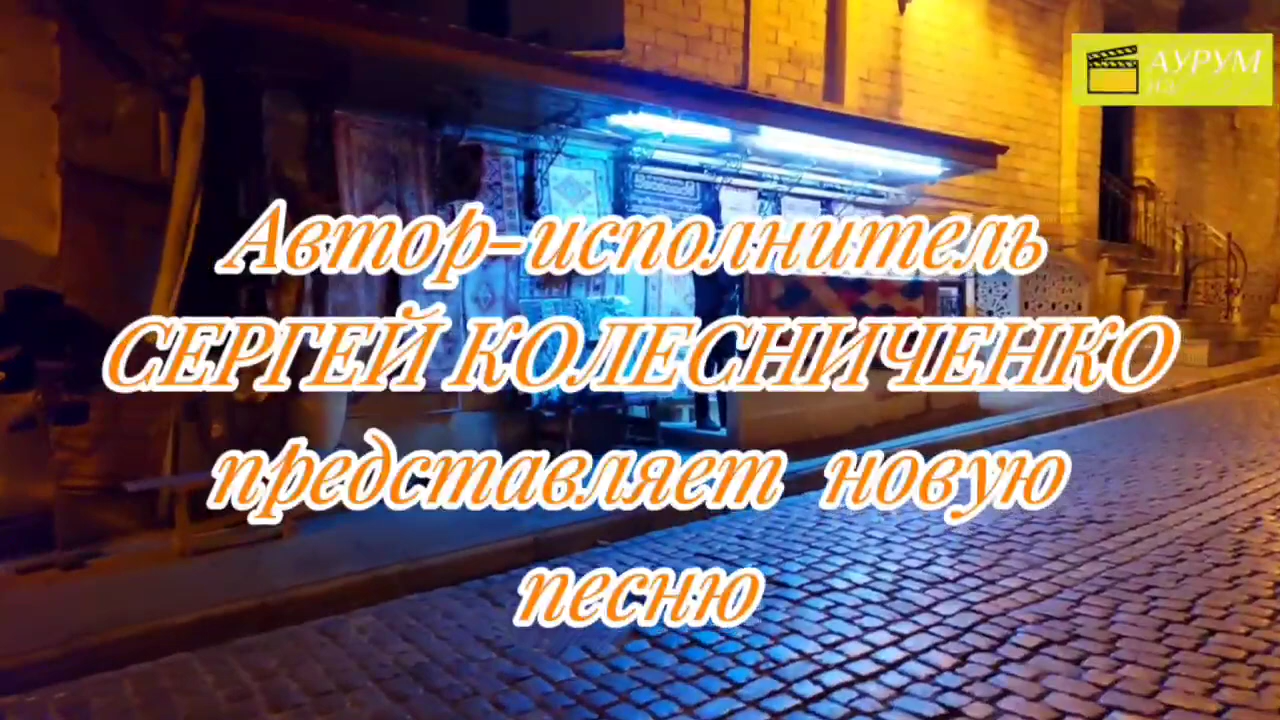 АУРУМ
Автор-исполнитель
СЕРГЕЙ КОЛЕСНИЧЕНКО
представляет новую
песню